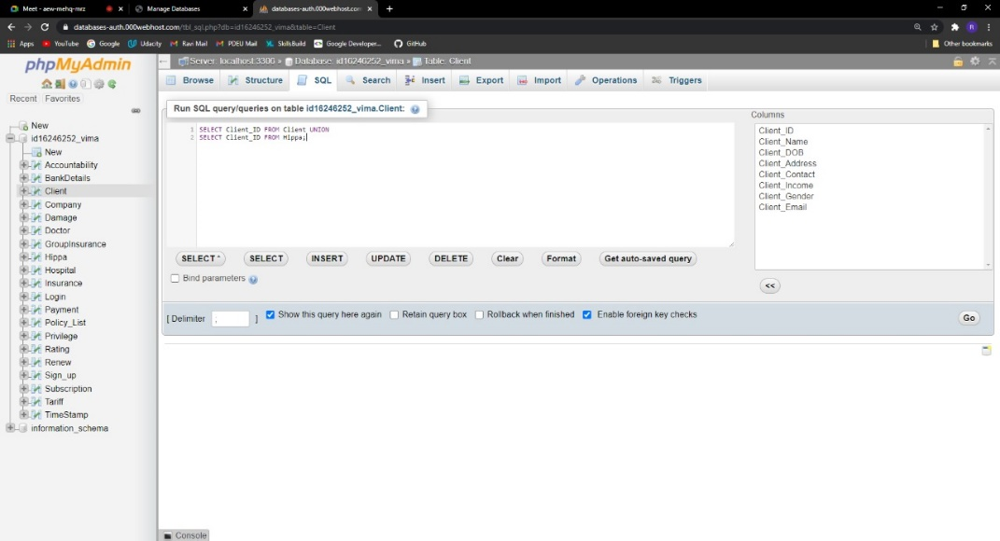 Meet - aew-mehq-mrz
Manage Databases
databases-auth.000webhost.com
databases-auth.000webhost.com/tbl_sql.php?db=id16246252_vima&table=Client
Apps YouTube Google Udacity Ravi Mail PDEU Mail SkillsBuild Google Developer... GitHub Other bookmarks
phpMyAdmin
Recent Favorites
New
id16246252_vima
New
Accountability
BankDetails
Client
Company
Damage
Doctor
GroupInsurance
Hippa
Hospital
Insurance
Login
Payment
Policy_List
Privilege
Rating
Renew
Sign_up
Subscription
Tariff
TimeStamp
information_schema
Server: localhost:3306 » Database: id16246252_vima » Table: Client
Browse Structure SQL Search Insert Export Import Operations Triggers
Run SQL query/queries on table id16246252_vima.Client:
1 SELECT Client_ID FROM Client UNION
2 SELECT Client_ID FROM Hippa;
Columns
Client_ID
Client_Name
Client_DOB
Client_Address
Client_Contact
Client_Income
Client_Gender
Client_Email
SELECT * SELECT INSERT UPDATE DELETE Clear Format Get auto-saved query
<<
Bind parameters
[ Delimiter ; ] Show this query here again Retain query box Rollback when finished Enable foreign key checks Go
Console